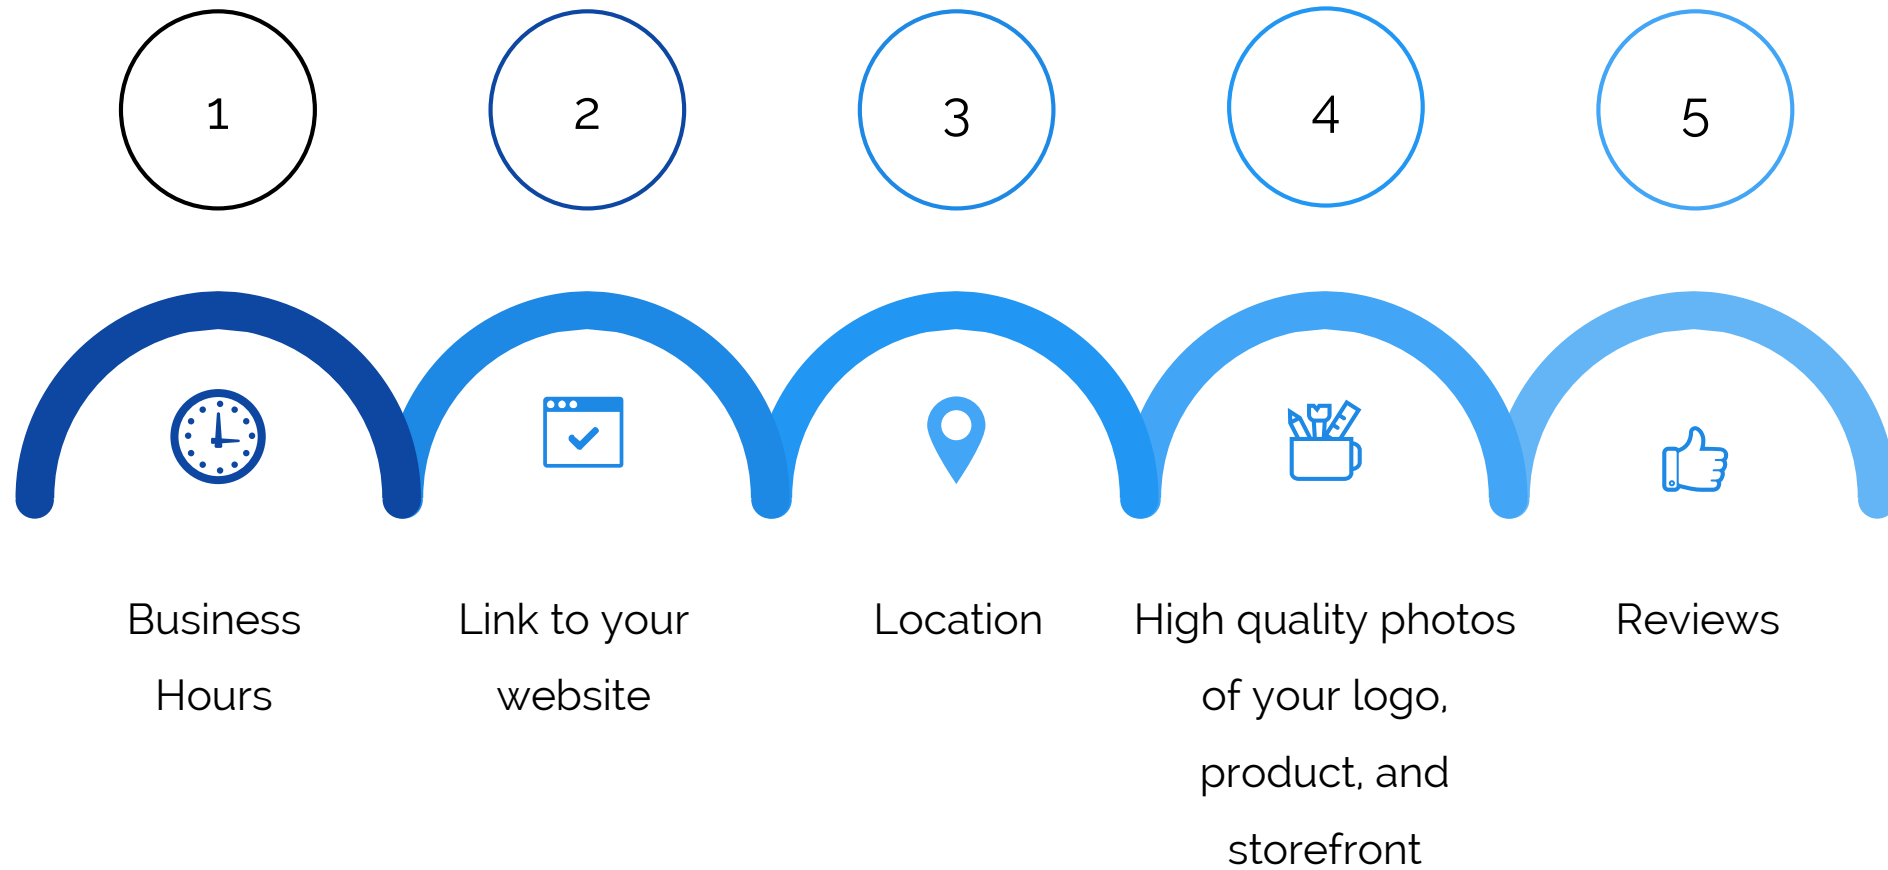 1
2
3
4
5
Business
Hours
Link to your
website
Location
High quality photos
of your logo,
product, and
storefront
Reviews